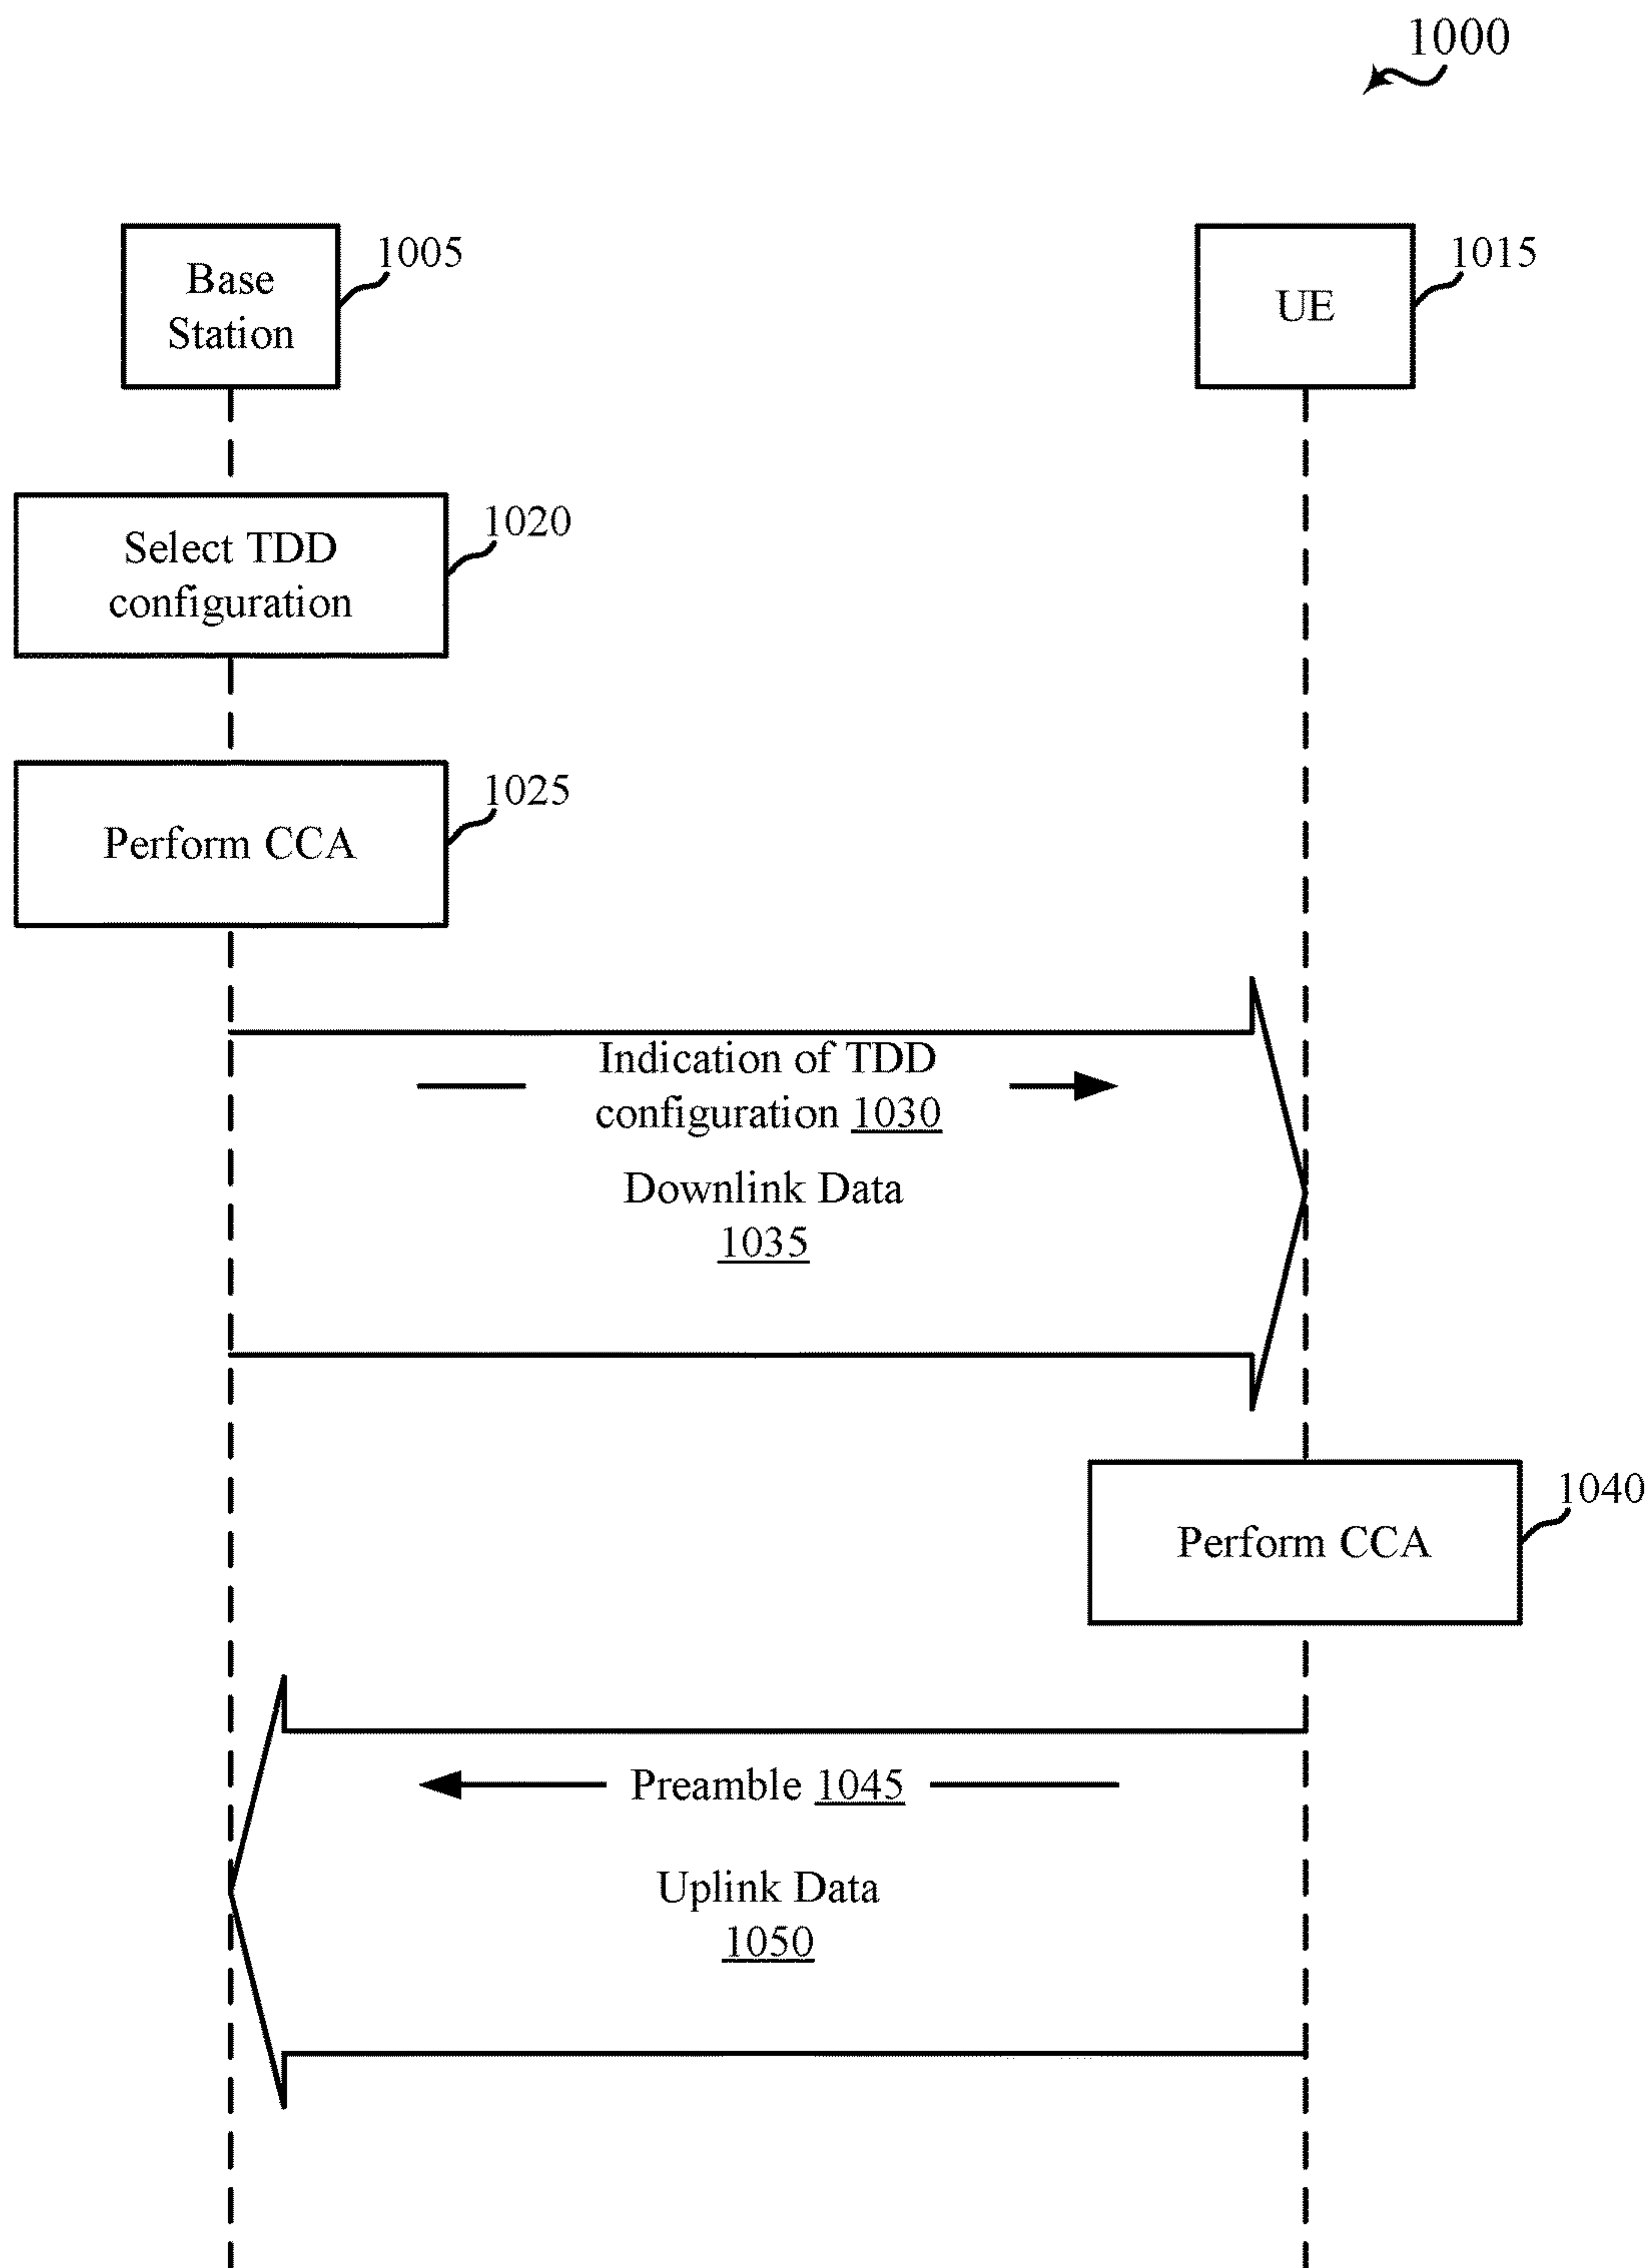 1000
Base
Station
1005
UE
1015
Select TDD
configuration
1020
Perform CCA
1025
Indication of TDD
configuration 1030
Downlink Data
1035
Perform CCA
1040
Preamble 1045
Uplink Data
1050